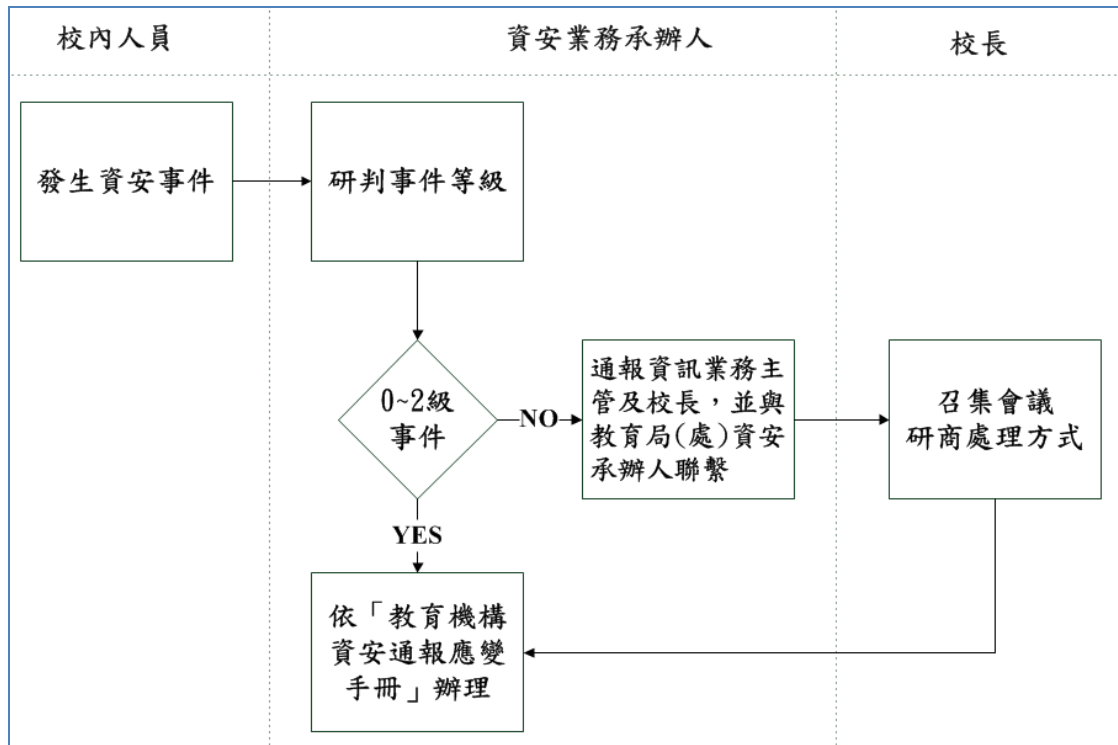 校內人員
資安業務承辦人
校長
發生資安事件
研判事件等級
0~2級
事件
NO
通報資訊業務主
管及校長，並與
教育局(處)資安
承辦人聯繫
召集會議
研商處理方式
YES
依「教育機構
資安通報應變
手冊」辦理